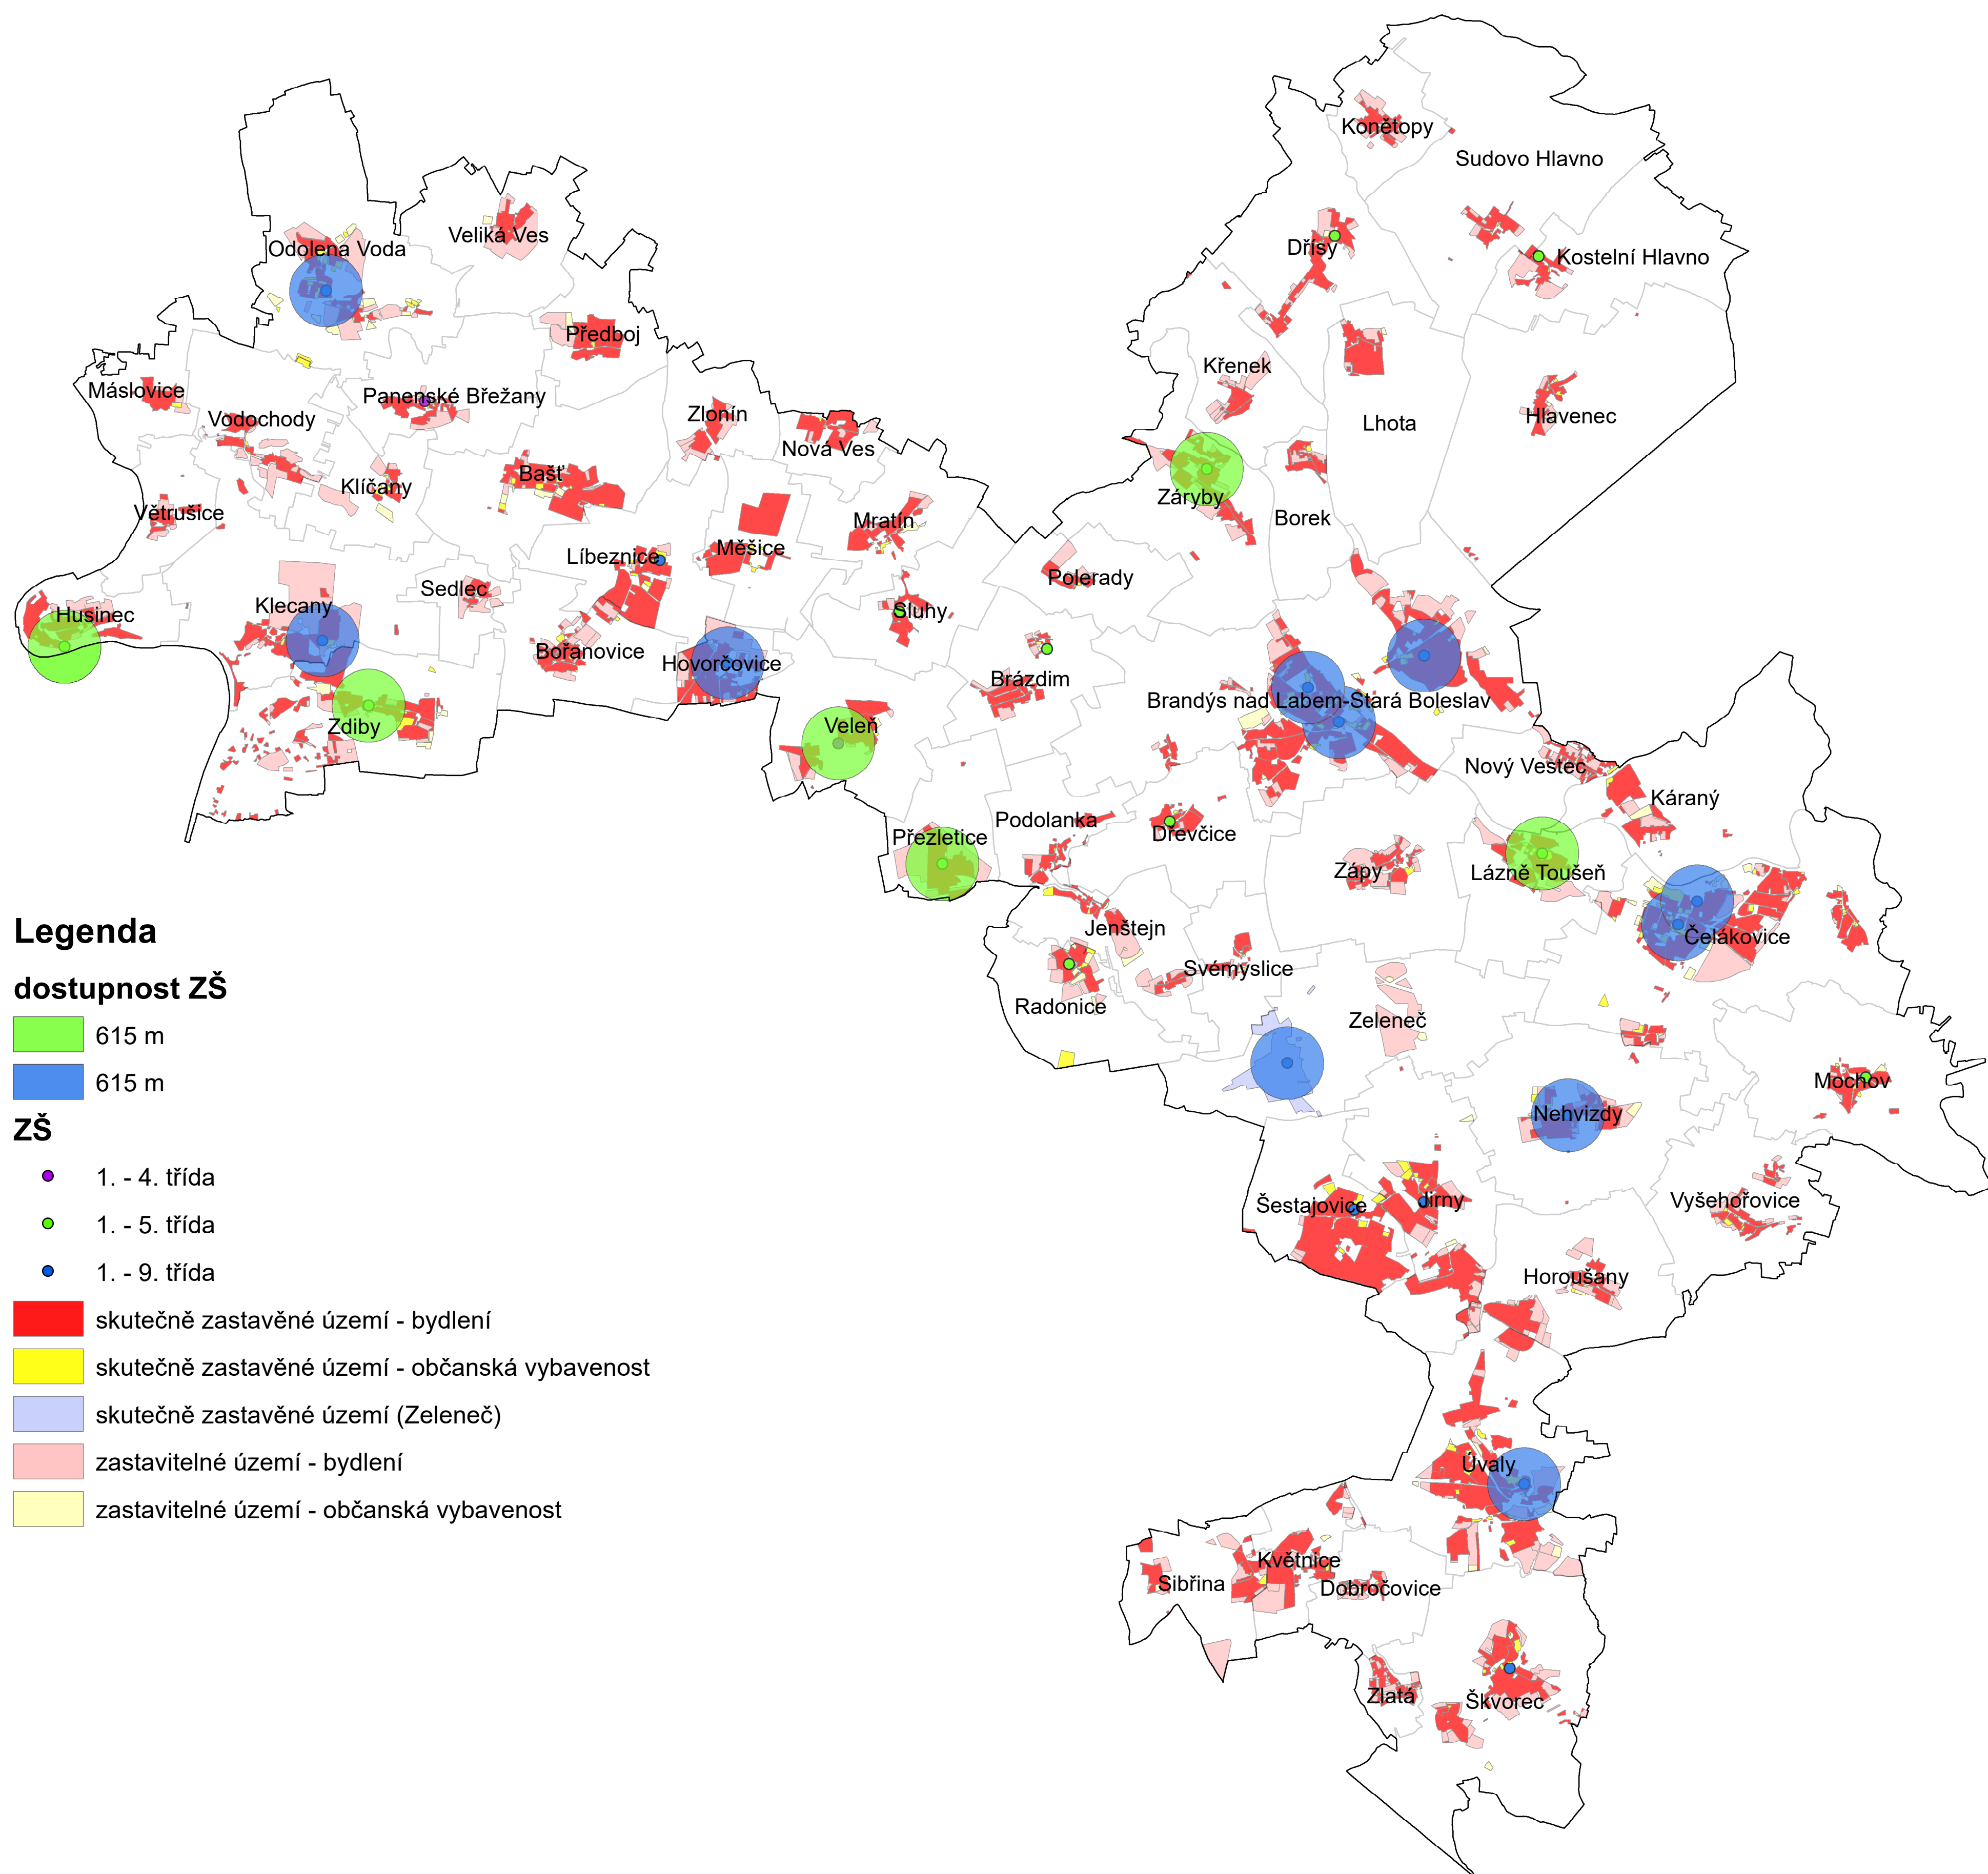 Konětopy
Sudovo Hlavno
Veliká Ves
Odolena Voda
Dřísy
Kostelní Hlavno
Předboj
Křenek
Máslovice
Panenské Břežany
Vodochody
Zlonín
Nová Ves
Lhota
Hlavenec
Bašť
Klíčany
Záryby
Větrušice
Mratín
Borek
Líbeznice
Měšice
Polerady
Sedlec
Husinec
Klecany
Sluhy
Bořanovice
Hovorčovice
Brázdim
Brandýs nad Labem-Stará Boleslav
Zdiby
Veleň
Nový Vestec
Káraný
Podolanka
Přezletice
Dřevčice
Zápy
Lázně Toušeň
Jenštejn
Čelákovice
Svémyslice
Radonice
Zeleneč
Mochov
Nehvizdy
Šestajovice
Jirny
Vyšehořovice
Horoušany
Úvaly
Květnice
Sibřina
Dobročovice
Zlatá
Škvorec
Legenda
dostupnost ZŠ
615 m
615 m
ZŠ
1. - 4. třída
1. - 5. třída
1. - 9. třída
skutečně zastavěné území - bydlení
skutečně zastavěné území - občanská vybavenost
skutečně zastavěné území (Zeleneč)
zastavitelné území - bydlení
zastavitelné území - občanská vybavenost